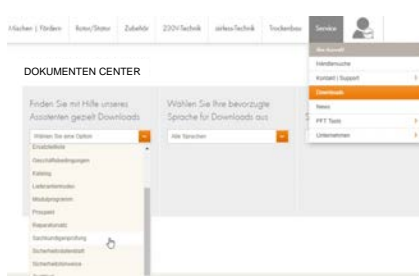 Mischen | Fördern Rotor/Stator Zubehör 230V-Technik airless-Technik Trockenbau Service
Händlersuche
Kontakt | Support
Downloads
News
PFT Tools
Unternehmen
DOKUMENTEN CENTER
Finden Sie mit Hilfe unseres
Assistenten gezielt Downloads
Wählen Sie eine Option
Ersatzteilliste
Geschäftsbedingungen
Katalog
Lieferantenkodex
Modulprogramm
Prospekt
Reparatursatz
Sachkundigenprüfung
Sicherheitsdatenblatt
Sicherheitshinweise
Wählen Sie Ihre bevorzugte
Sprache für Downloads aus
Alle Sprachen